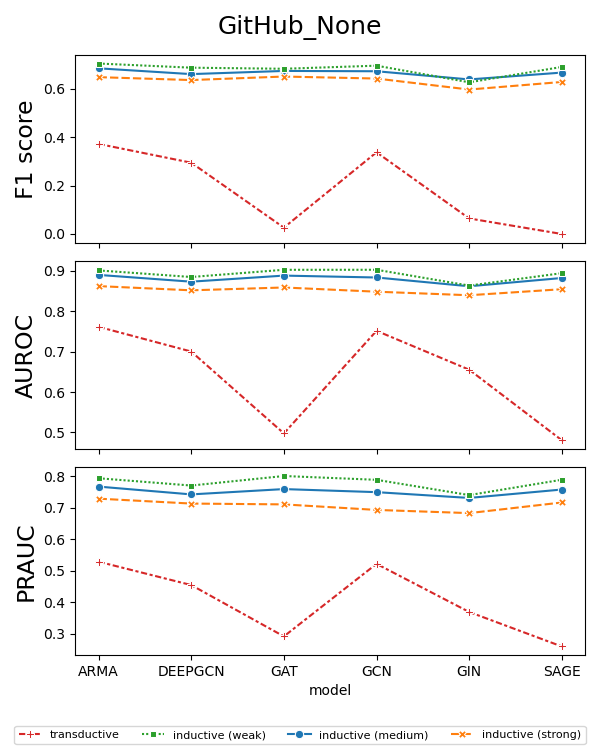 GitHub_None
F1 score
0.6
0.4
0.2
0.0
AUROC
0.9
0.8
0.7
0.6
0.5
PRAUC
0.8
0.7
0.6
0.5
0.4
0.3
ARMA DEEPGCN GAT GCN GIN SAGE
model
transductive inductive (weak) inductive (medium) inductive (strong)